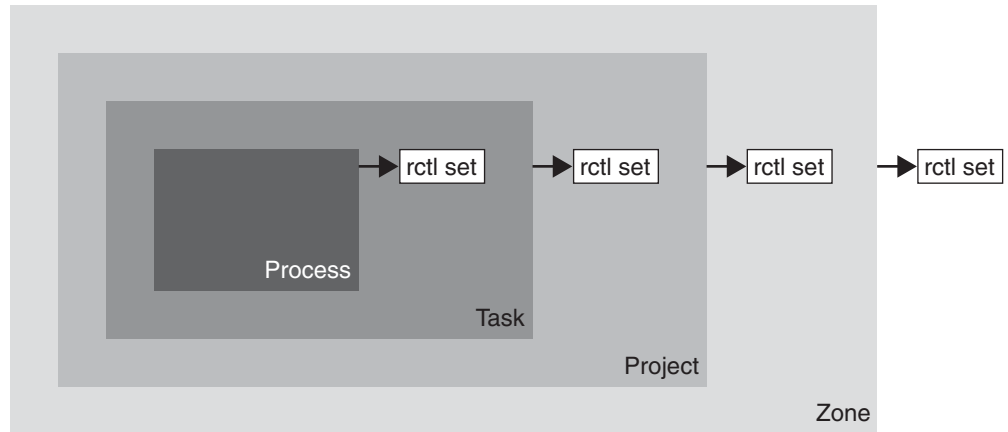 rctl set
rctl set
rctl set
rctl set
Process
Task
Project
Zone